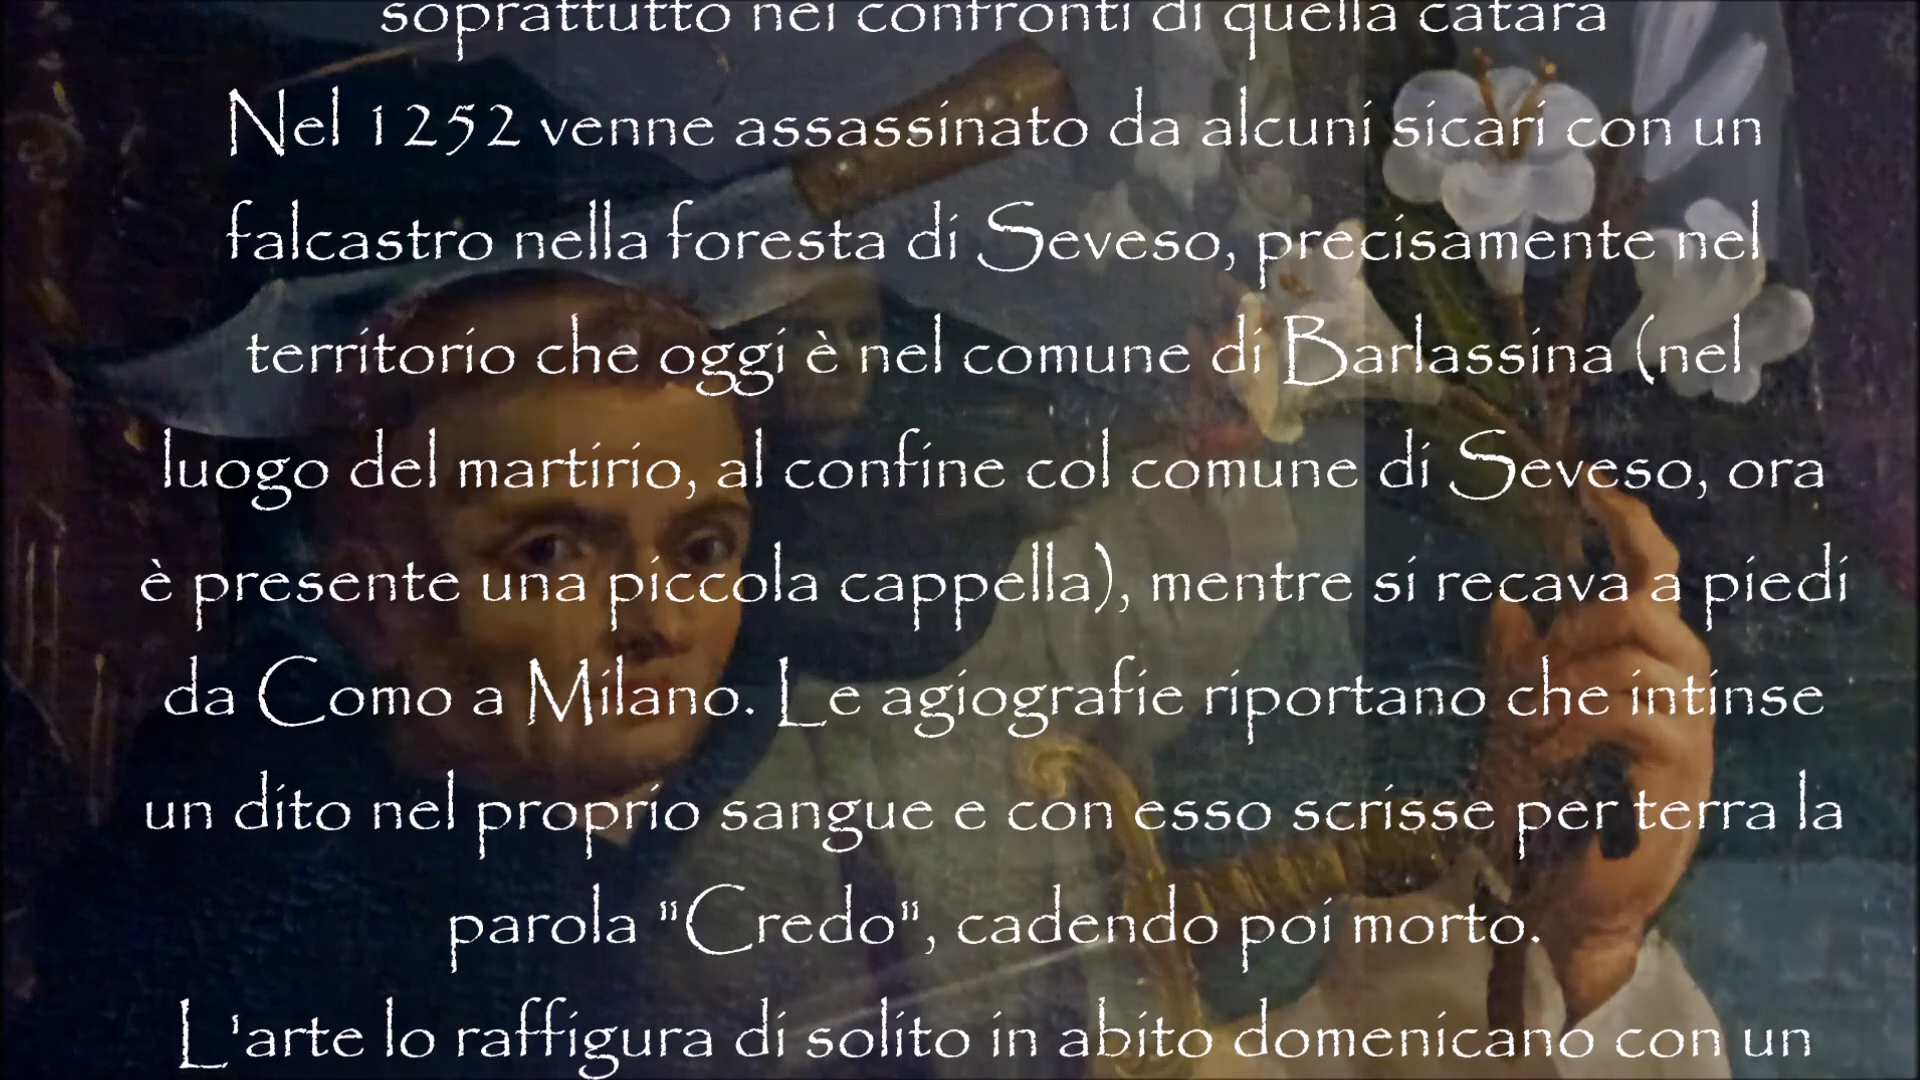 soprattutto nei confronti di quella catara
Nel 1252 venne assassinato da alcuni sicari con un
falcastro nella foresta di Seveso, precisamente nel
territorio che oggi è nel comune di Barlassina (nel
luogo del martirio, al confine col comune di Seveso, ora
è presente una piccola cappella), mentre si recava a piedi
da Como a Milano. Le agiografie riportano che intinse
un dito nel proprio sangue e con esso scrisse per terra la
parola "Credo", cadendo poi morto.
L'arte lo raffigura di solito in abito domenicano con un